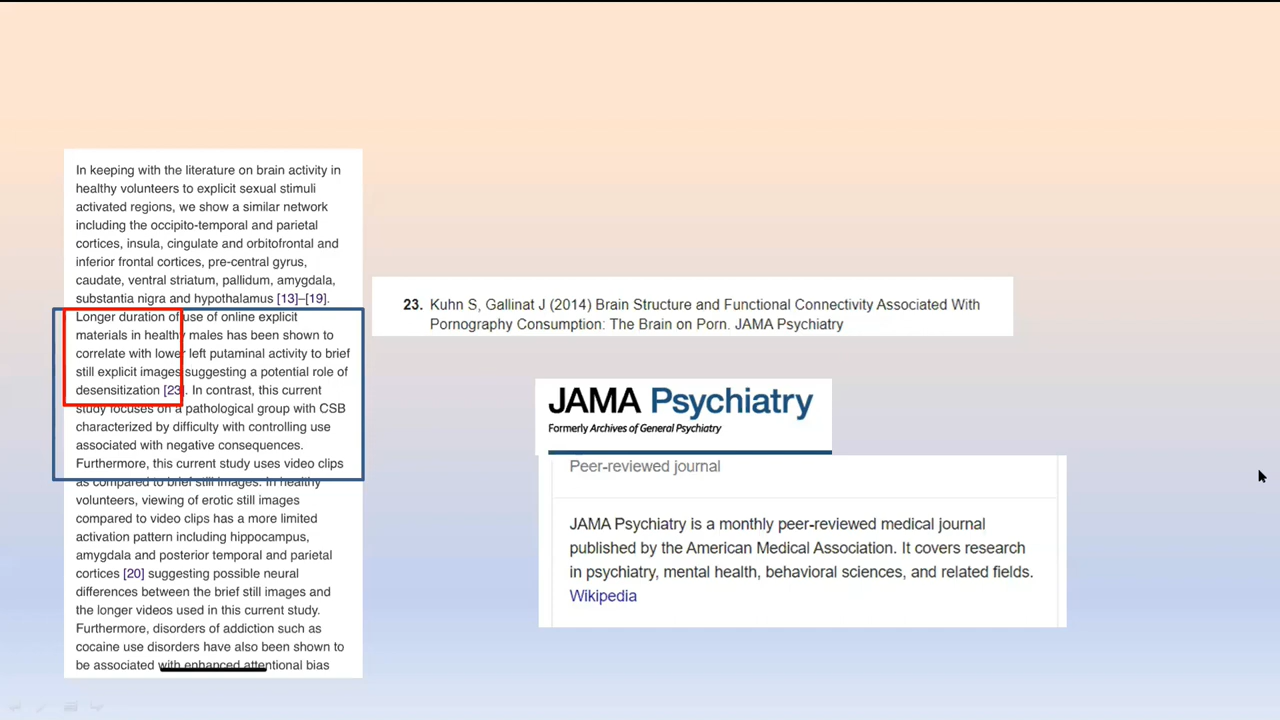 In keeping with the literature on brain activity in
healthy volunteers to explicit sexual stimuli
activated regions, we show a similar network
including the occipito-temporal and parietal
cortices, insula, cingulate and orbitofrontal and
inferior frontal cortices, pre-central gyrus,
caudate, ventral striatum, pallidum, amygdala,
substantia nigra and hypothalamus [13]–[19].
Longer duration of use of online explicit
materials in healthy males has been shown to
correlate with lower left putaminal activity to brief
still explicit images suggesting a potential role of
desensitization [23]. In contrast, this current
study focuses on a pathological group with CSB
characterized by difficulty with controlling use
associated with negative consequences.
Furthermore, this current study uses video clips
as compared to brief still images. In healthy
volunteers, viewing of erotic still images
compared to video clips has a more limited
activation pattern including hippocampus,
amygdala and posterior temporal and parietal
cortices [20] suggesting possible neural
differences between the brief still images and
the longer videos used in this current study.
Furthermore, disorders of addiction such as
cocaine use disorders have also been shown to
be associated with enhanced attentional bias
23. Kuhn S, Gallinat J (2014) Brain Structure and Functional Connectivity Associated With
Pornography Consumption: The Brain on Porn. JAMA Psychiatry
JAMA Psychiatry
Formerly Archives of General Psychiatry
Peer-reviewed journal
JAMA Psychiatry is a monthly peer-reviewed medical journal
published by the American Medical Association. It covers research
in psychiatry, mental health, behavioral sciences, and related fields.
Wikipedia